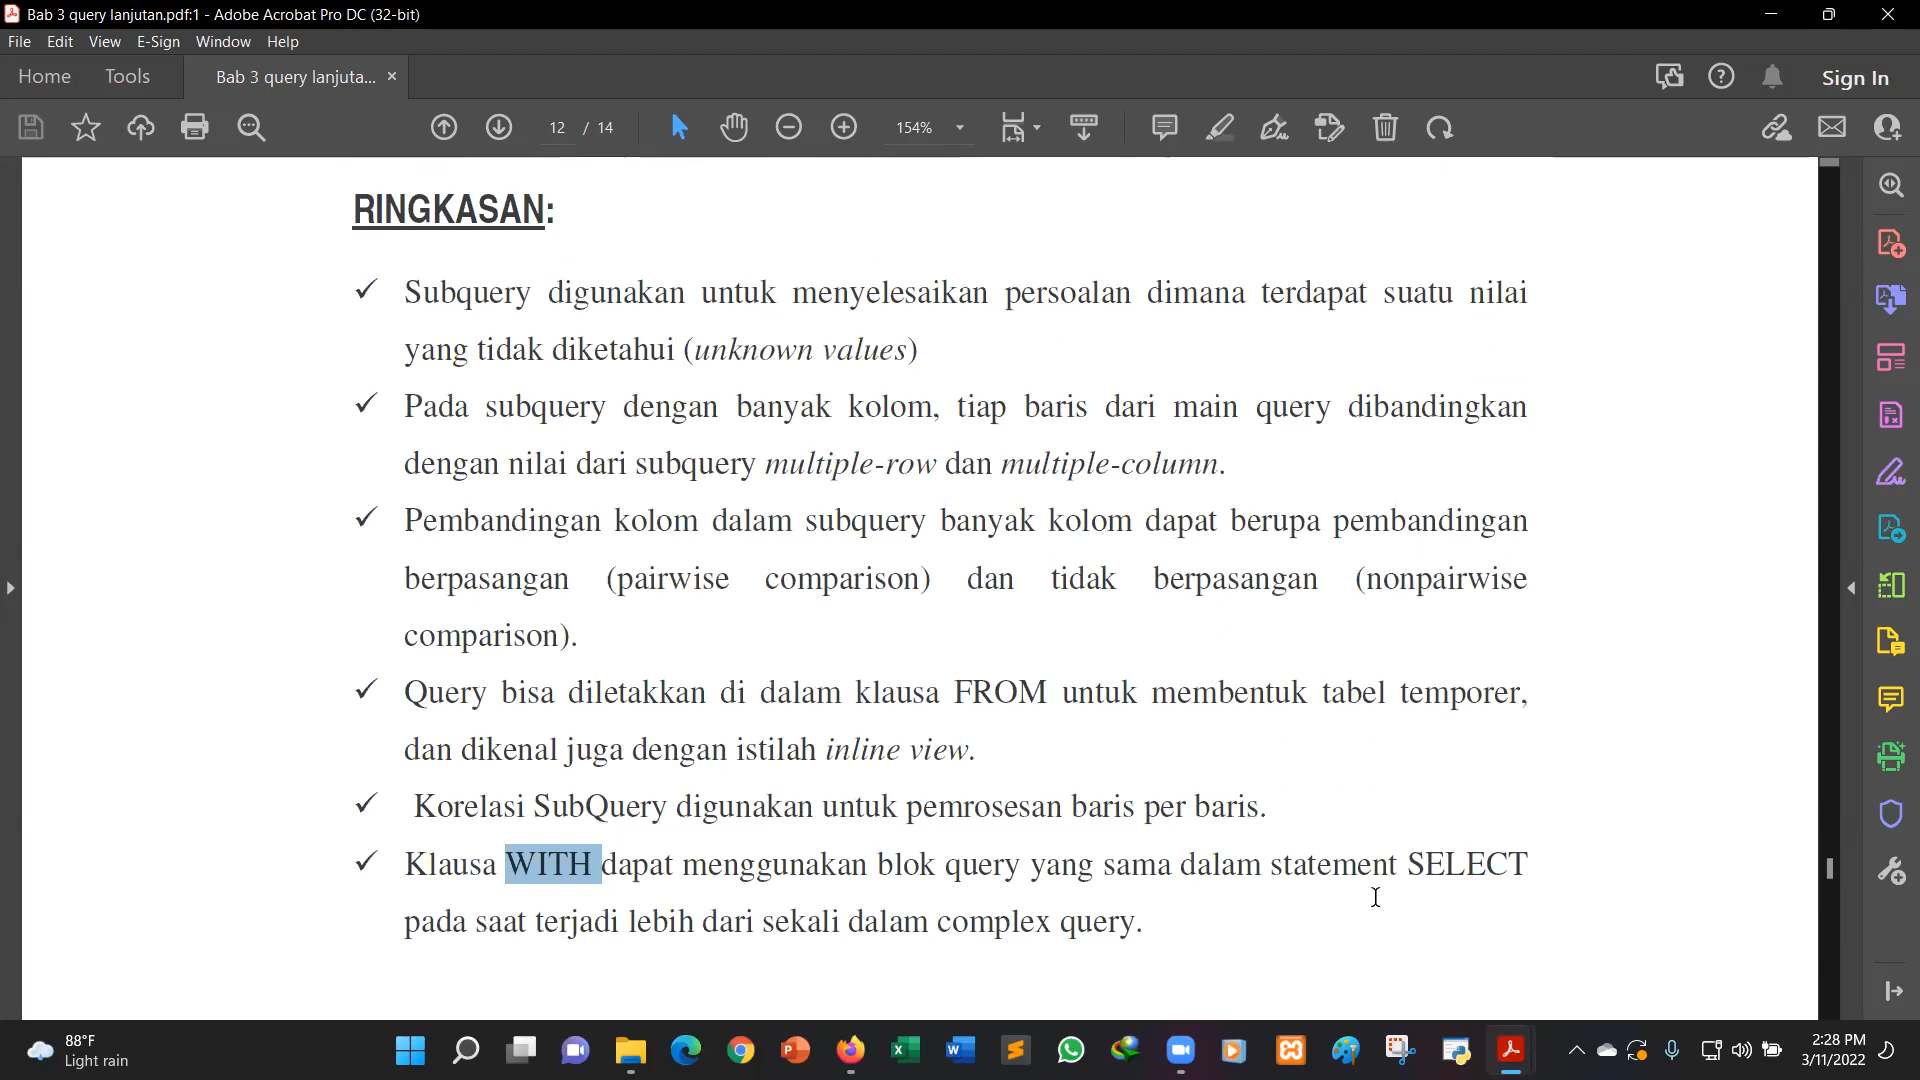 Bab 3 query lanjutan.pdf:1 - Adobe Acrobat Pro DC (32-bit)
File Edit View E-Sign Window Help
Home Tools Bab 3 query lanjuta... × Sign In
12 / 14 154%
RINGKASAN:
✓ Subquery digunakan untuk menyelesaikan persoalan dimana terdapat suatu nilai
yang tidak diketahui (unknown values)
✓ Pada subquery dengan banyak kolom, tiap baris dari main query dibandingkan
dengan nilai dari subquery multiple-row dan multiple-column.
✓ Pembandingan kolom dalam subquery banyak kolom dapat berupa pembandingan
berpasangan (pairwise comparison) dan tidak berpasangan (nonpairwise
comparison).
✓ Query bisa diletakkan di dalam klausa FROM untuk membentuk tabel temporer,
dan dikenal juga dengan istilah inline view.
✓ Korelasi SubQuery digunakan untuk pemrosesan baris per baris.
✓ Klausa WITH dapat menggunakan blok query yang sama dalam statement SELECT
pada saat terjadi lebih dari sekali dalam complex query.
88°F
Light rain
2:28 PM
3/11/2022